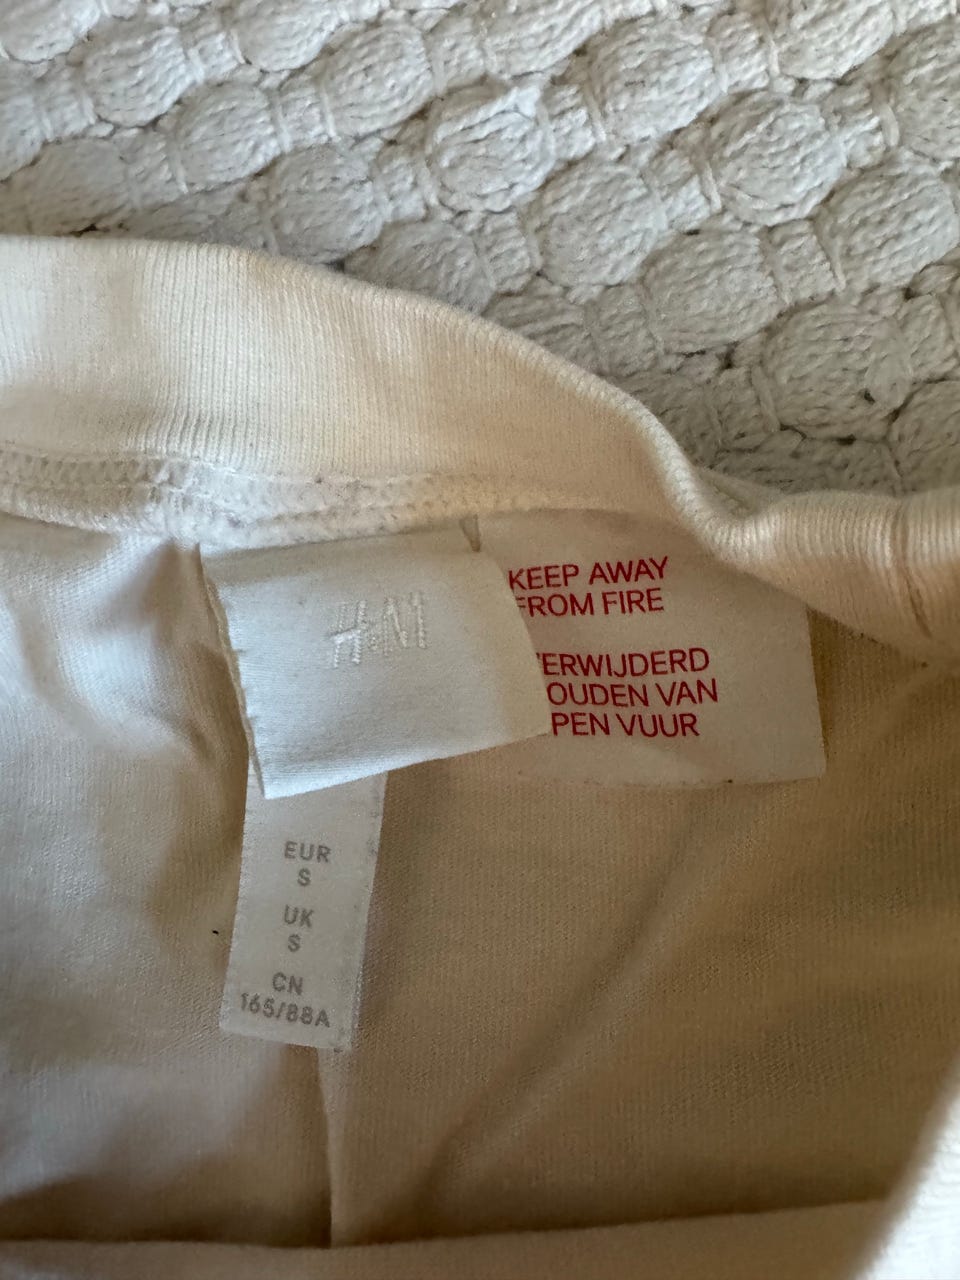 H&M
KEEP AWAY
FROM FIRE
ERWIJDERD
OUDEN VAN
PEN VUUR
EUR
S
UK
S
CN
165/88A